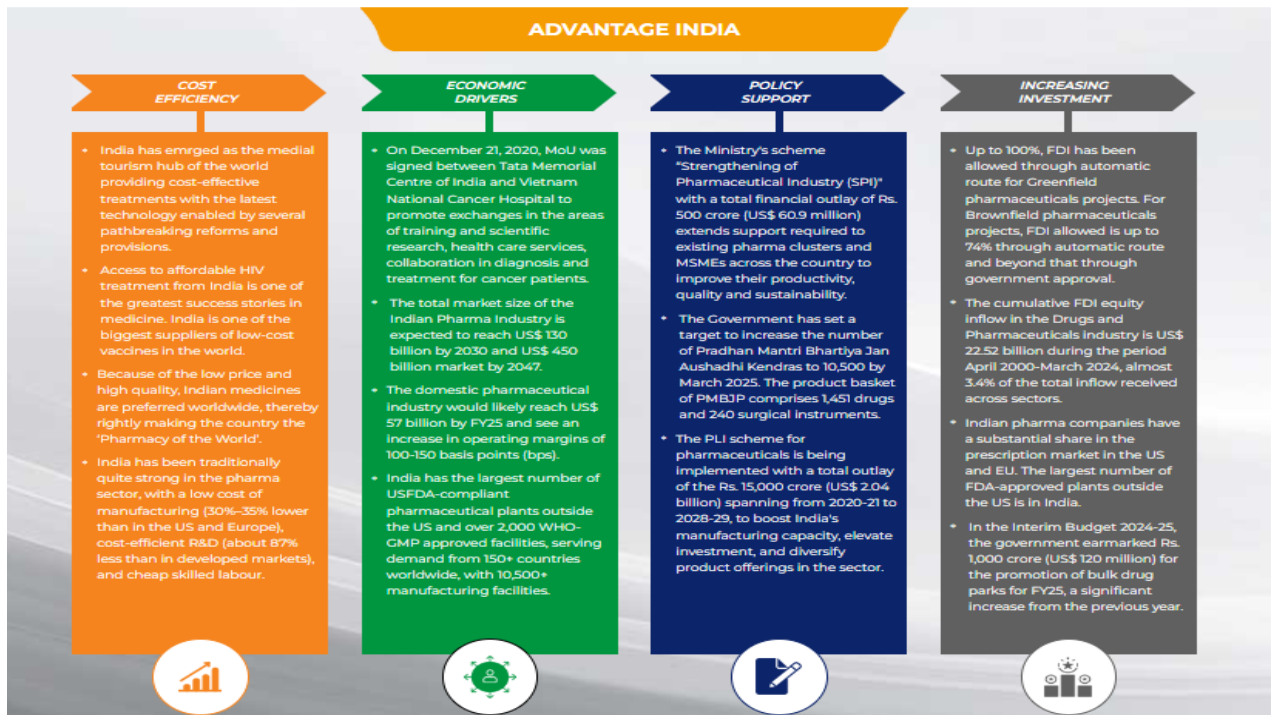 ADVANTAGE INDIA
COST
EFFICIENCY
• India has emrged as the medial
tourism hub of the world
providing cost-effective
treatments with the latest
technology enabled by several
pathbreaking reforms and
provisions.
• Access to affordable HIV
treatment from India is one of
the greatest success stories in
medicine. India is one of the
biggest suppliers of low-cost
vaccines in the world.
• Because of the low price and
high quality, Indian medicines
are preferred worldwide, thereby
rightly making the country the
'Pharmacy of the World'.
• India has been traditionally
quite strong in the pharma
sector, with a low cost of
manufacturing (30%–35% lower
than in the US and Europe),
cost-efficient R&D (about 87%
less than in developed markets),
and cheap skilled labour.
ECONOMIC
DRIVERS
• On December 21, 2020, MoU was
signed between Tata Memorial
Centre of India and Vietnam
National Cancer Hospital to
promote exchanges in the areas
of training and scientific
research, health care services,
collaboration in diagnosis and
treatment for cancer patients.
• The total market size of the
Indian Pharma Industry is
expected to reach US$ 130
billion by 2030 and US$ 450
billion market by 2047.
• The domestic pharmaceutical
industry would likely reach US$
57 billion by FY25 and see an
increase in operating margins of
100-150 basis points (bps).
• India has the largest number of
USFDA-compliant
pharmaceutical plants outside
the US and over 2,000 WHO-
GMP approved facilities, serving
demand from 150+ countries
worldwide, with 10,500+
manufacturing facilities.
POLICY
SUPPORT
• The Ministry's scheme
"Strengthening of
Pharmaceutical Industry (SPI)"
with a total financial outlay of Rs.
500 crore (US$ 60.9 million)
extends support required to
existing pharma clusters and
MSMEs across the country to
improve their productivity,
quality and sustainability.
• The Government has set a
target to increase the number
of Pradhan Mantri Bhartiya Jan
Aushadhi Kendras to 10,500 by
March 2025. The product basket
of PMBJP comprises 1,451 drugs
and 240 surgical instruments.
• The PLI scheme for
pharmaceuticals is being
implemented with a total outlay
of the Rs. 15,000 crore (US$ 2.04
billion) spanning from 2020-21 to
2028-29, to boost India's
manufacturing capacity, elevate
investment, and diversify
product offerings in the sector.
INCREASING
INVESTMENT
• Up to 100%, FDI has been
allowed through automatic
route for Greenfield
pharmaceuticals projects. For
Brownfield pharmaceuticals
projects, FDI allowed is up to
74% through automatic route
and beyond that through
government approval.
• The cumulative FDI equity
inflow in the Drugs and
Pharmaceuticals industry is US$
22.52 billion during the period
April 2000-March 2024, almost
3.4% of the total inflow received
across sectors.
• Indian pharma companies have
a substantial share in the
prescription market in the US
and EU. The largest number of
FDA-approved plants outside
the US is in India.
• In the Interim Budget 2024-25,
the government earmarked Rs.
1,000 crore (US$ 120 million) for
the promotion of bulk drug
parks for FY25, a significant
increase from the previous year.